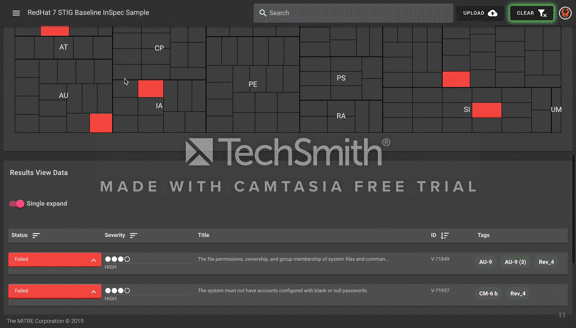 RedHat 7 STIG Baseline InSpec Sample
Search
UPLOAD
CLEAR
AT
CP
AU
IA
PE
PS
RA
SI
UM
TechSmith®
MADE WITH CAMTASIA FREE TRIAL
Results View Data
Single expand
Status
Severity
Title
ID
Tags
Failed
HIGH
The file permissions, ownership, and group membership of system files and comman...
V-71849
AU-9
AU-9 (3)
Rev_4
Failed
HIGH
The system must not have accounts configured with blank or null passwords.
V-71937
CM-6 b
Rev_4
The MITRE Corporation © 2019